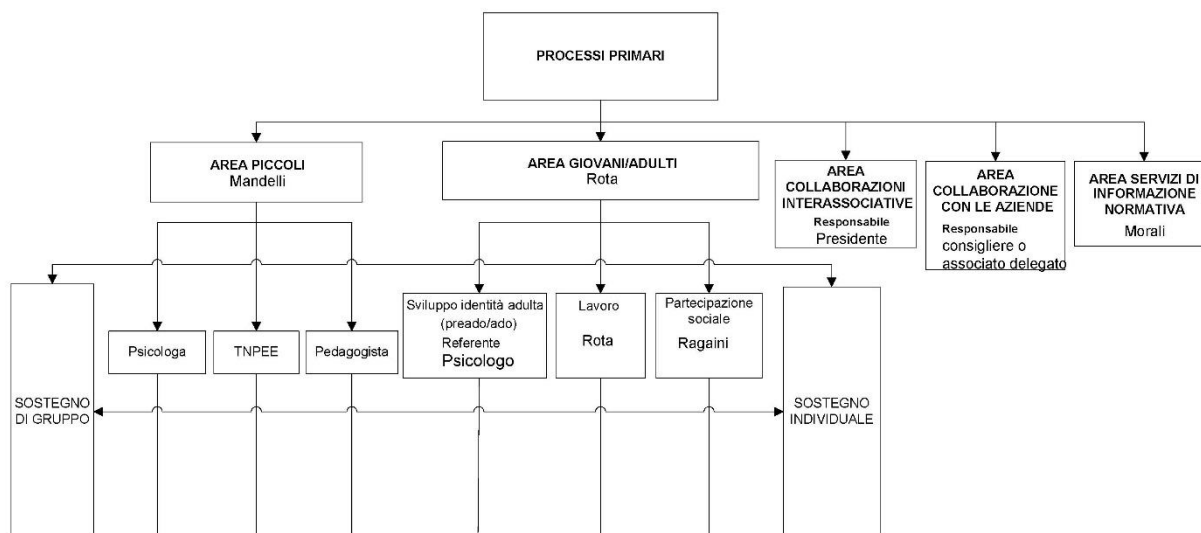 PROCESSI PRIMARI
AREA PICCOLI
Mandelli
AREA GIOVANI/ADULTI
Rota
AREA
COLLABORAZIONI
INTERASSOCIATIVE
Responsabile
Presidente
AREA
COLLABORAZIONE
CON LE AZIENDE
Responsabile
consigliere o
associato delegato
AREA SERVIZI DI
INFORMAZIONE
NORMATIVA
Morali
Psicologa
TNPEE
Pedagogista
Sviluppo identità adulta
(preado/ado)
Referente
Psicologo
Lavoro
Rota
Partecipazione
sociale
Ragaini
SOSTEGNO
DI GRUPPO
SOSTEGNO
INDIVIDUALE